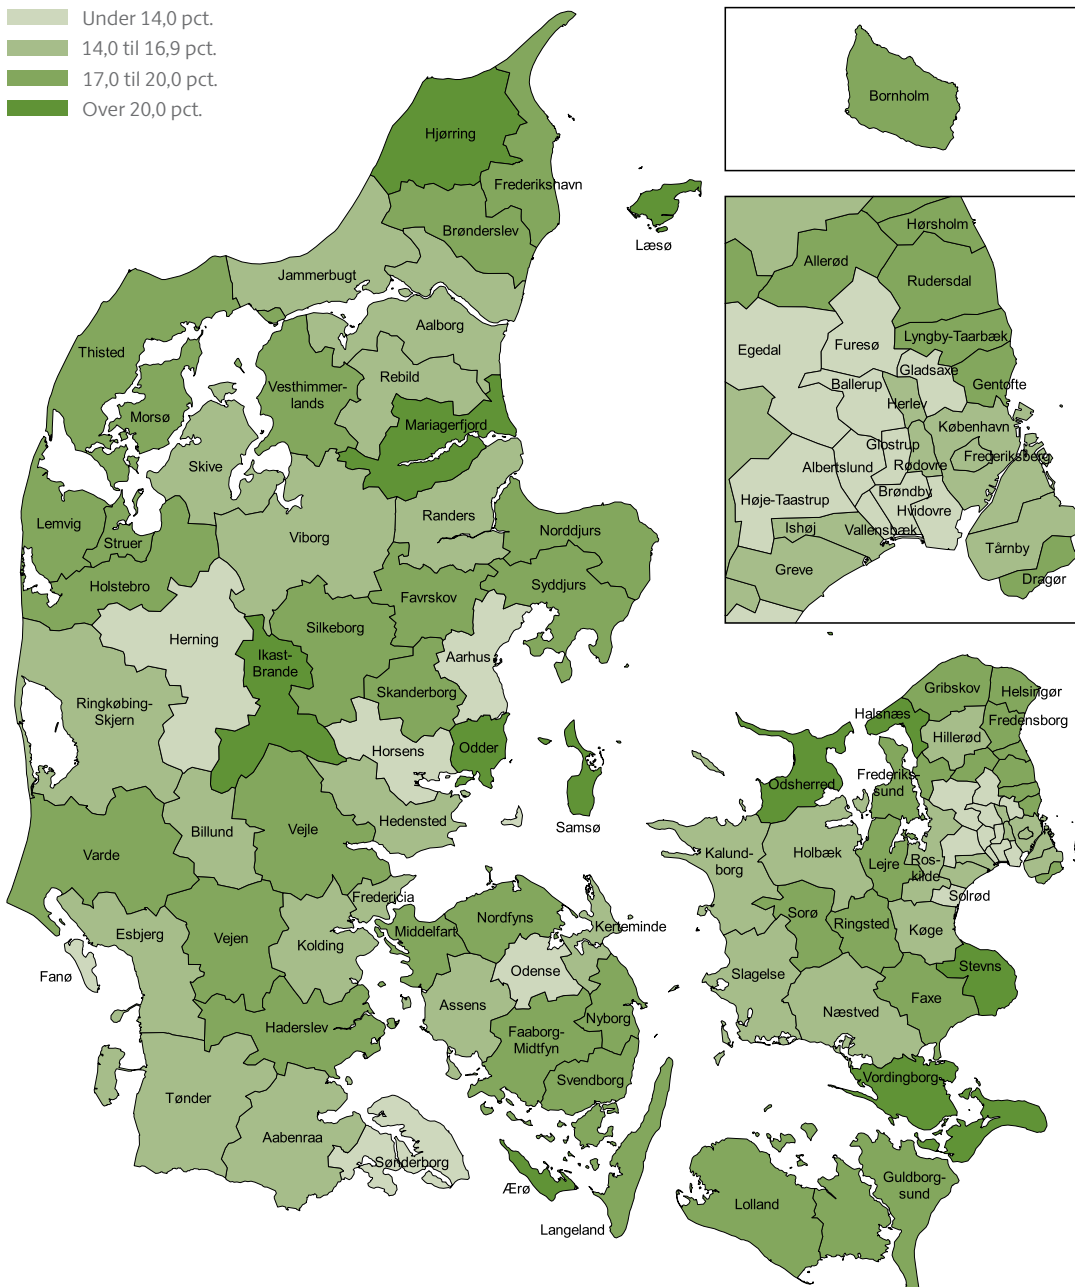 Under 14,0 pct.
14,0 til 16,9 pct.
17,0 til 20,0 pct.
Over 20,0 pct.
Hjørring
Frederikshavn
Brønderslev
Læsø
Jammerbugt
Aalborg
Thisted
Rebild
Vesthimmer-
lands
Morsø
Mariagerfjord
Skive
Randers
Lemvig
Struer
Viborg
Norddjurs
Holstebro
Syddjurs
Favrskov
Silkeborg
Herning
Ikast-
Brande
Aarhus
Skanderborg
Ringkøbing-
Skjern
Horsens
Odder
Samsø
Hedensted
Billund
Vejle
Varde
Fredericia
Nordfyns
Middelfart
Kerteminde
Esbjerg
Vejen
Kolding
Odense
Fanø
Assens
Nyborg
Haderslev
Faaborg-
Midtfyn
Svendborg
Tønder
Aabenraa
Sønderborg
Ærø
Langeland
Bornholm
Hørsholm
Allerød
Rudersdal
Lyngby-Taarbæk
Egedal
Furesø
Gladsaxe
Ballerup
Gentofte
Herlev
København
Glostrup
Frederiksberg
Albertslund
Rødovre
Høje-Taastrup
Brøndby
Hvidovre
Ishøj
Vallensbæk
Tårnby
Greve
Dragør
Gribskov
Helsingør
Halsnæs
Fredensborg
Hillerød
Odsherred
Frederiks-
sund
Kalund-
borg
Holbæk
Lejre
Ros-
kilde
Solrød
Sorø
Ringsted
Køge
Slagelse
Stevns
Næstved
Faxe
Vordingborg
Guldborg-
sund
Lolland